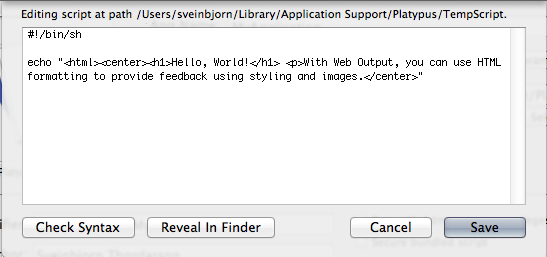 Editing script at path /Users/sveinbjorn/Library/Application Support/Platypus/TempScript.
#!/bin/sh
echo "<html><center><h1>Hello, World!</h1> <p>With Web Output, you can use HTML
formatting to provide feedback using styling and images.</center>"
Check Syntax
Reveal In Finder
Cancel
Save